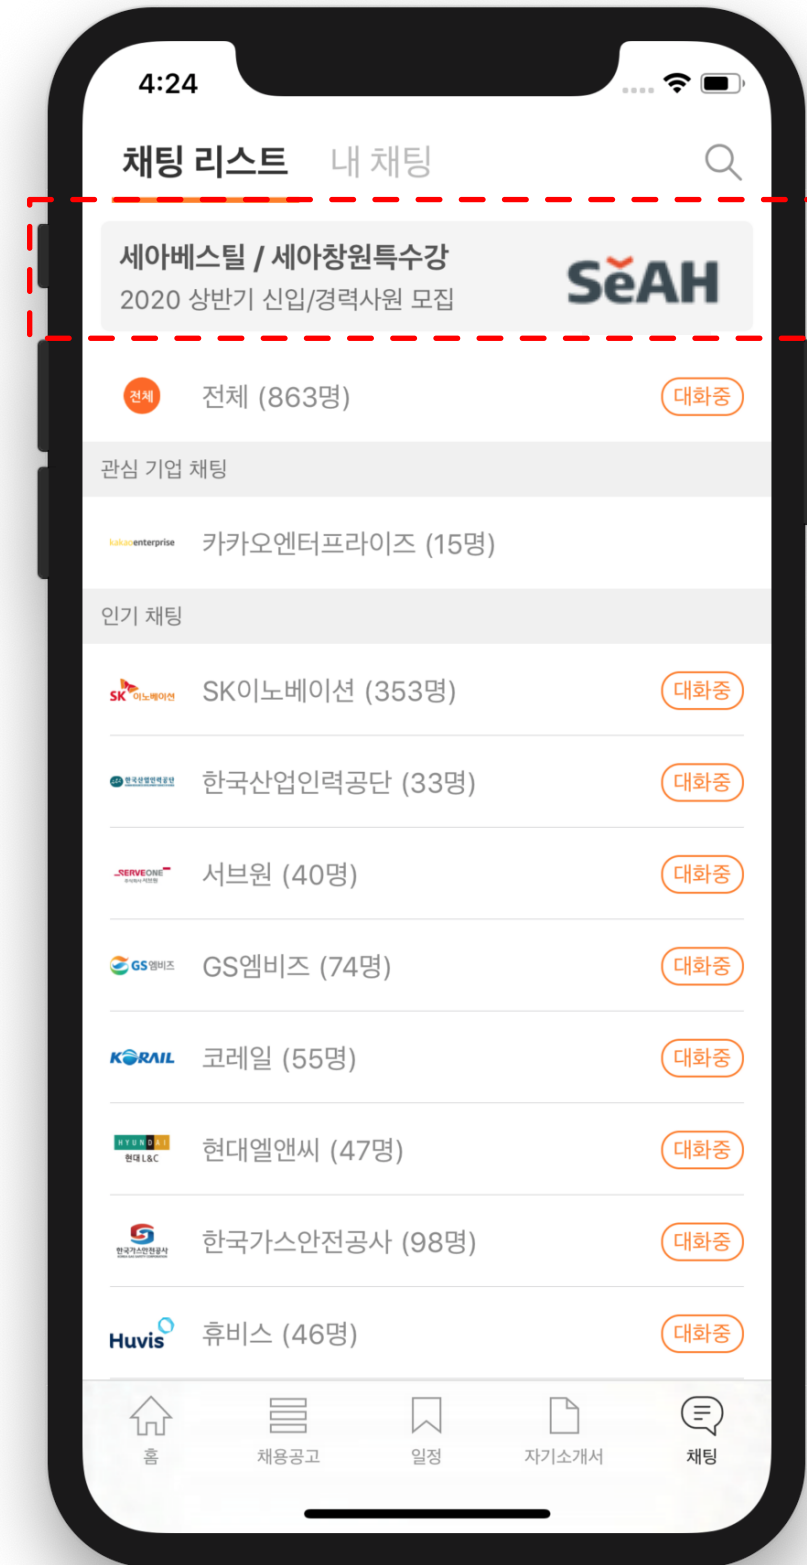 4:24
채팅 리스트 내 채팅
세아베스틸 / 세아창원특수강
2020 상반기 신입/경력사원 모집
SeAH
전체 전체 (863명) 대화중
관심 기업 채팅
kakaoenterprise 카카오엔터프라이즈 (15명)
인기 채팅
SK이노베이션 SK이노베이션 (353명) 대화중
한국산업인력공단 한국산업인력공단 (33명) 대화중
SERVEONE 서브원 (40명) 대화중
GS엠비즈 GS엠비즈 (74명) 대화중
KORAIL 코레일 (55명) 대화중
HYUNDAI
현대 L&C 현대엘앤씨 (47명) 대화중
한국가스안전공사 한국가스안전공사 (98명) 대화중
Huvis 휴비스 (46명) 대화중
홈 채용공고 일정 자기소개서 채팅